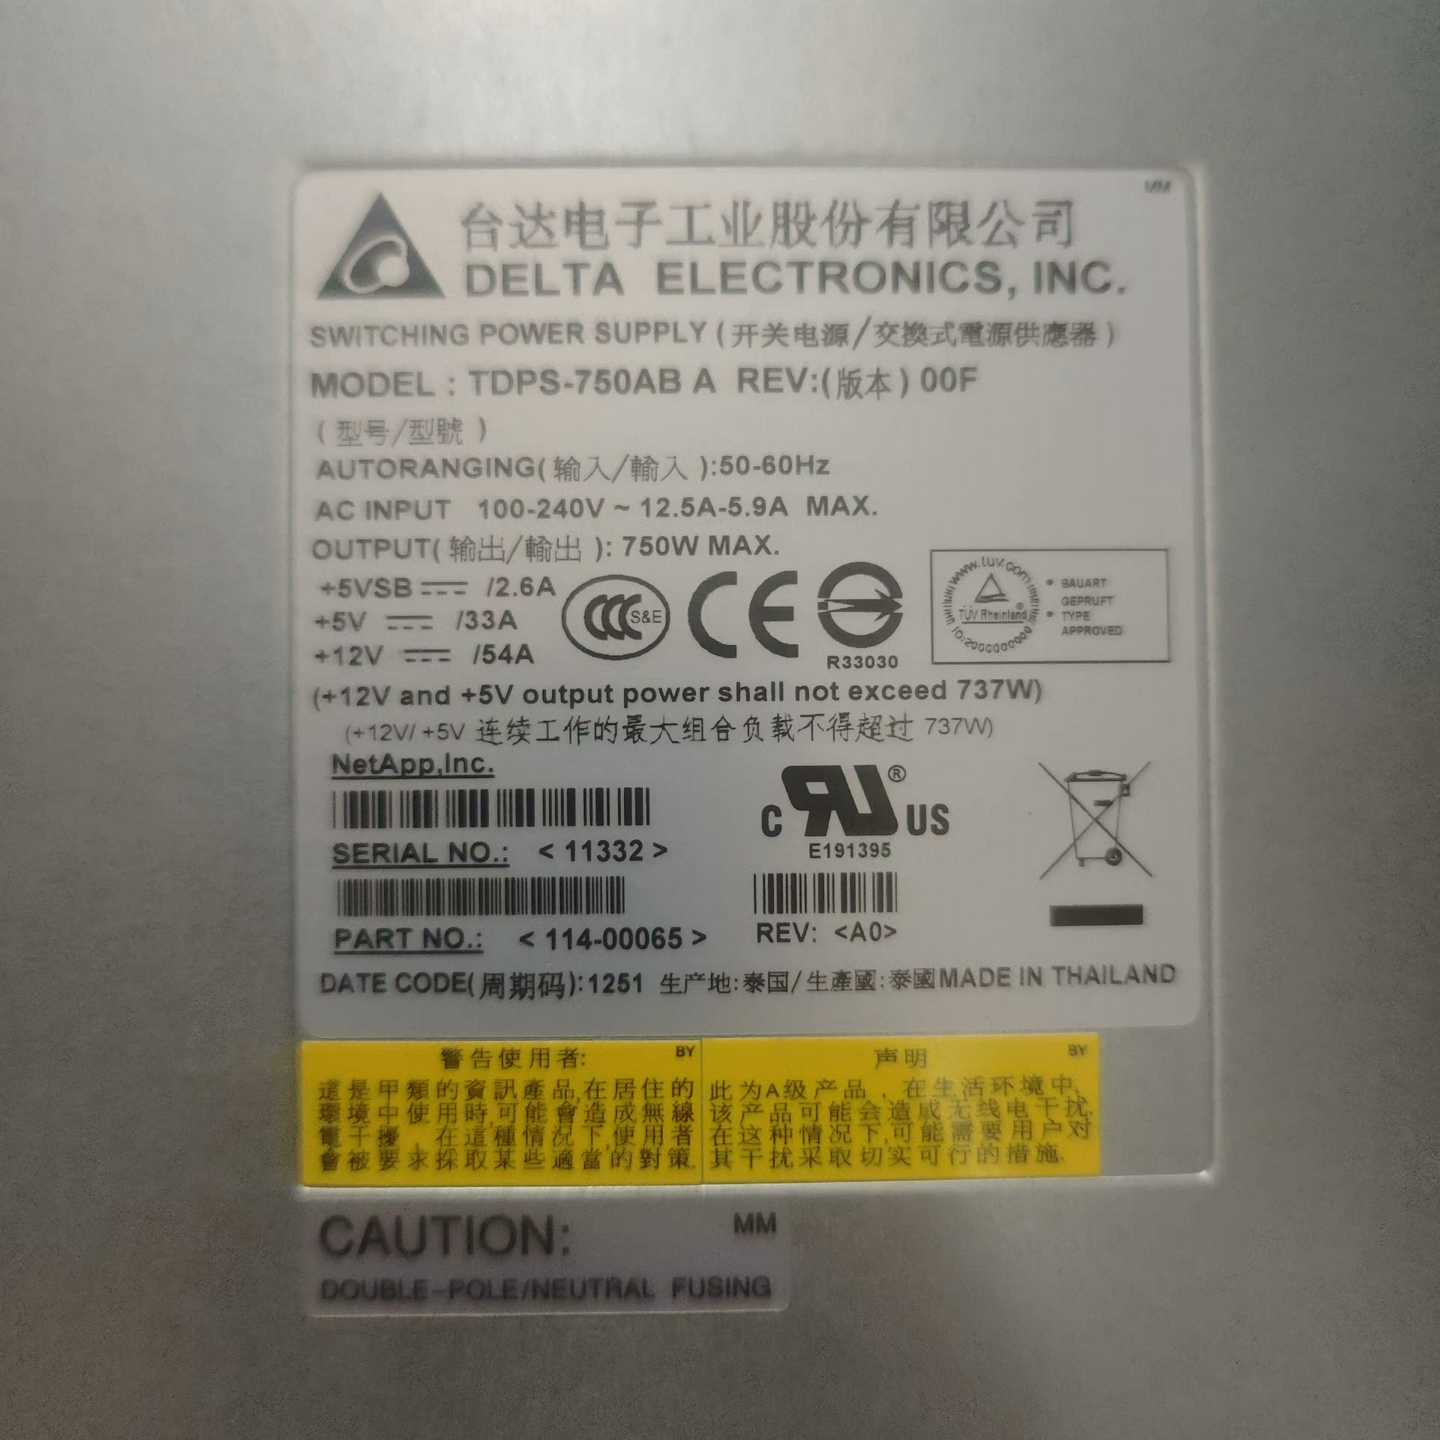 MM
台达电子工业股份有限公司
DELTA ELECTRONICS, INC.
SWITCHING POWER SUPPLY (开关电源/交換式電源供應器)
MODEL : TDPS-750AB A REV:(版本) 00F
(型号/型號)
AUTORANGING(输入/輸入):50-60Hz
AC INPUT 100-240V ~ 12.5A-5.9A MAX.
OUTPUT(输出/輸出): 750W MAX.
+5VSB /2.6A
+5V /33A
+12V /54A
CCC S&E
CE
R33030
www.tuv.com
TÜV Rheinland®
• BAUART
GEPRUFT
• TYPE
APPROVED
(+12V and +5V output power shall not exceed 737W)
(+12V/ +5V 连续工作的最大组合负载不得超过 737W)
NetApp,Inc.
SERIAL NO.: < 11332 >
c RU® US
E191395
PART NO.: < 114-00065 >
REV: <A0>
DATE CODE(周期码):1251 生产地:泰国/生產國:泰國MADE IN THAILAND
警告使用者: BY
這是甲類的資訊產品,在居住的
環境中使用時,可能會造成無線
電干擾,在這種情況下,使用者
會被要求採取某些適當的對策.
声明 BY
此为A级产品,在生活环境中,
该产品可能会造成无线电干扰.
在这种情况下,可能需要用户对
其干扰采取切实可行的措施.
CAUTION: MM
DOUBLE-POLE/NEUTRAL FUSING